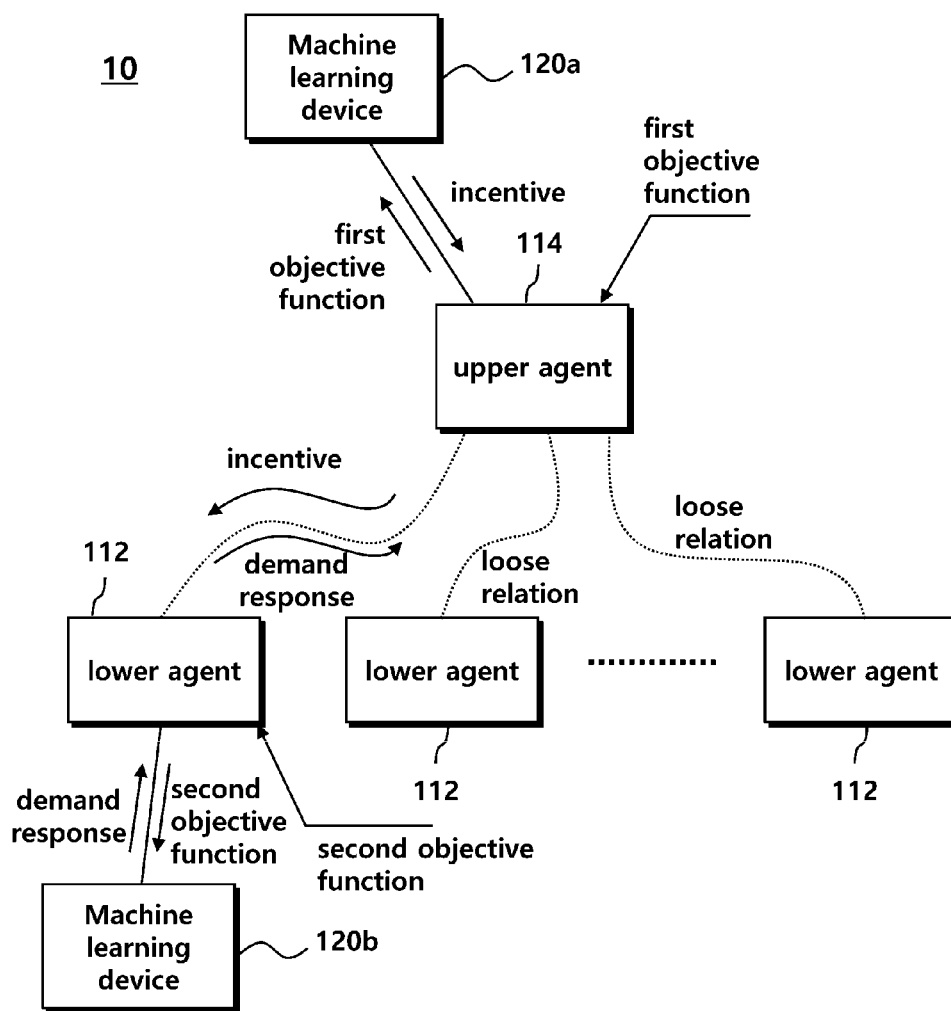 10
Machine
learning
device
120a
first
objective
function
incentive
first
objective
function
114
upper agent
incentive
demand
response
loose
relation
loose
relation
112
lower agent
lower agent
lower agent
112
112
demand
response
second
objective
function
second objective
function
Machine
learning
device
120b